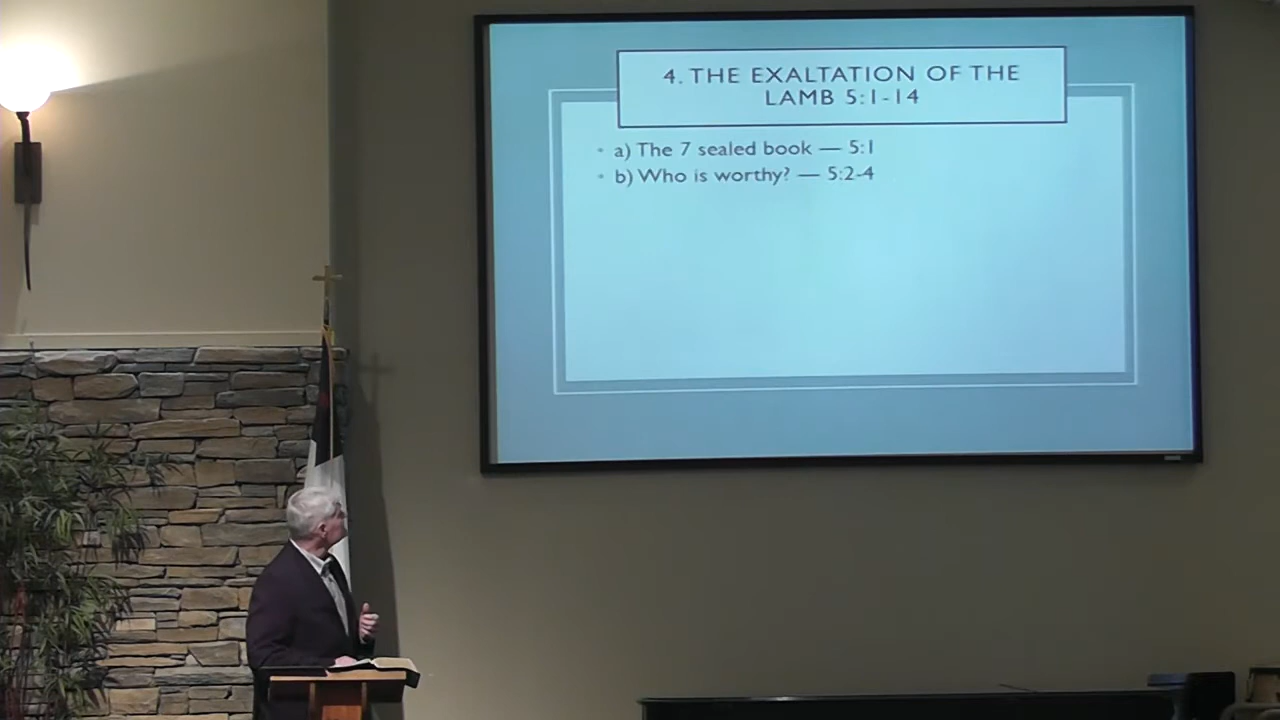 4. THE EXALTATION OF THE
LAMB 5:1-14
• a) The 7 sealed book — 5:1
• b) Who is worthy? — 5:2-4